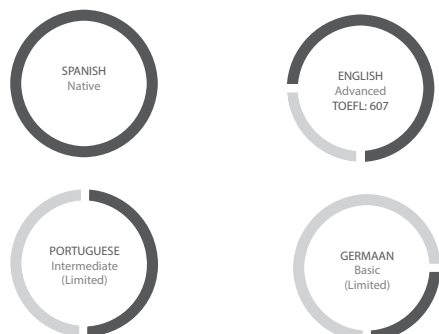 SPANISH
Native
ENGLISH
Advanced
TOEFL: 607
PORTUGUESE
Intermediate
(Limited)
GERMAAN
Basic
(Limited)